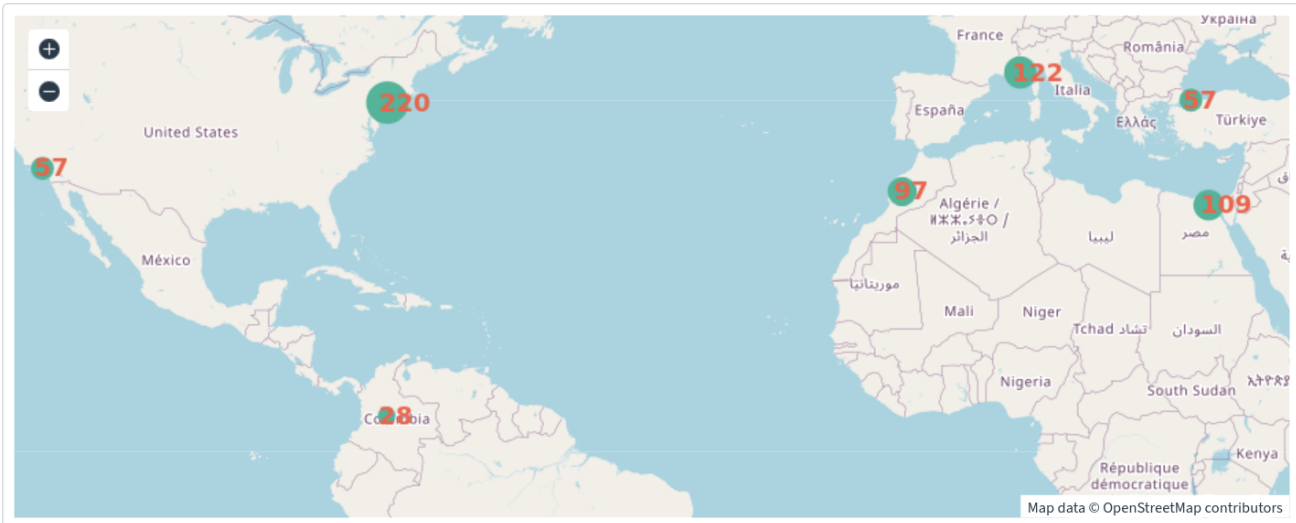 Україна
France
România
122
Italia
57
220
United States
España
Ελλάς
Türkiye
57
97
109
Algérie /
ⵍⵣⵣⴰⵢⴻⵔ /
الجزائر
ليبيا
مصر
México
موريتانيا
Mali
Niger
Tchad تشاد
السودان
Nigeria
South Sudan
28
Kenya
République
démocratique
Map data © OpenStreetMap contributors